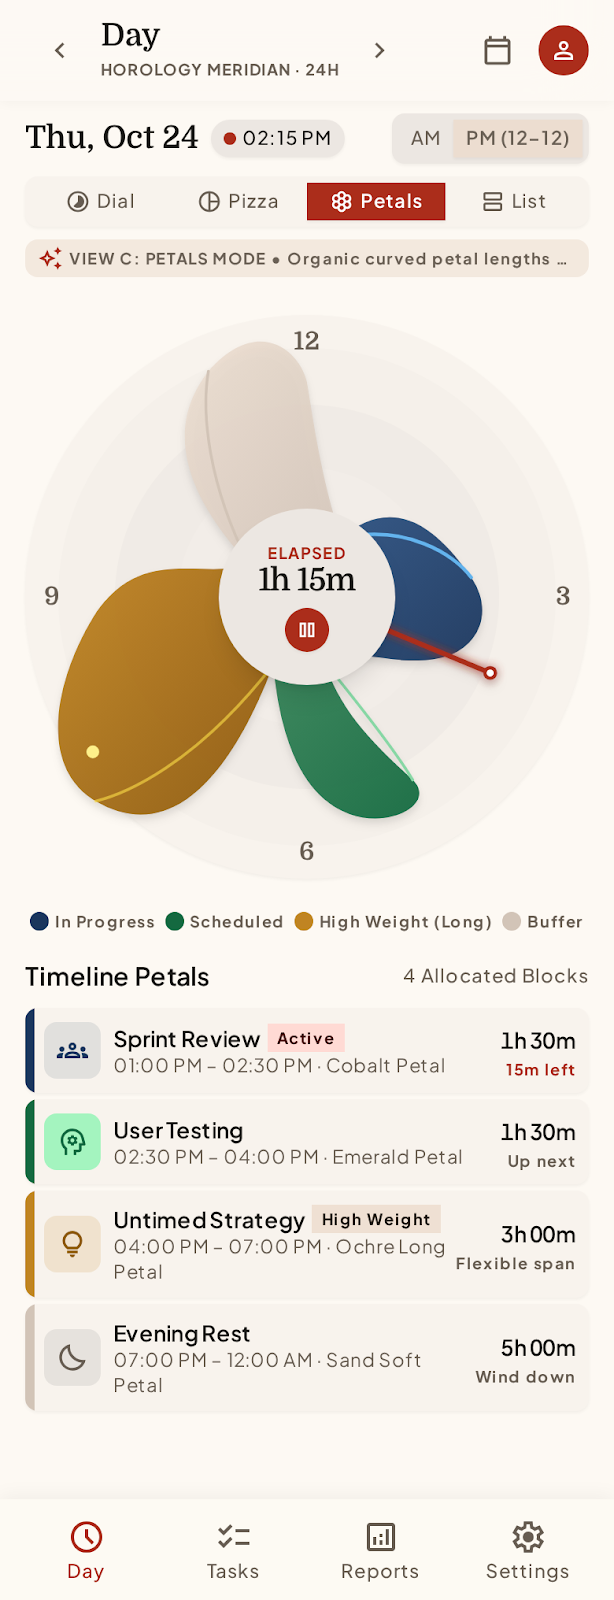 Day
HOROLOGY MERIDIAN · 24H
Thu, Oct 24
02:15 PM
AM
PM (12–12)
Dial
Pizza
Petals
List
VIEW C: PETALS MODE • Organic curved petal lengths …
12
ELAPSED
1h 15m
9
3
6
In Progress
Scheduled
High Weight (Long)
Buffer
Timeline Petals
4 Allocated Blocks
Sprint Review
Active
01:00 PM – 02:30 PM · Cobalt Petal
1h 30m
15m left
User Testing
02:30 PM – 04:00 PM · Emerald Petal
1h 30m
Up next
Untimed Strategy
High Weight
04:00 PM – 07:00 PM · Ochre Long
Petal
3h 00m
Flexible span
Evening Rest
07:00 PM – 12:00 AM · Sand Soft
Petal
5h 00m
Wind down
Day
Tasks
Reports
Settings